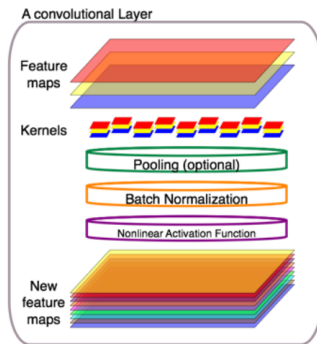 A convolutional Layer
Feature
maps
Kernels
Pooling (optional)
Batch Normalization
Nonlinear Activation Function
New
feature
maps